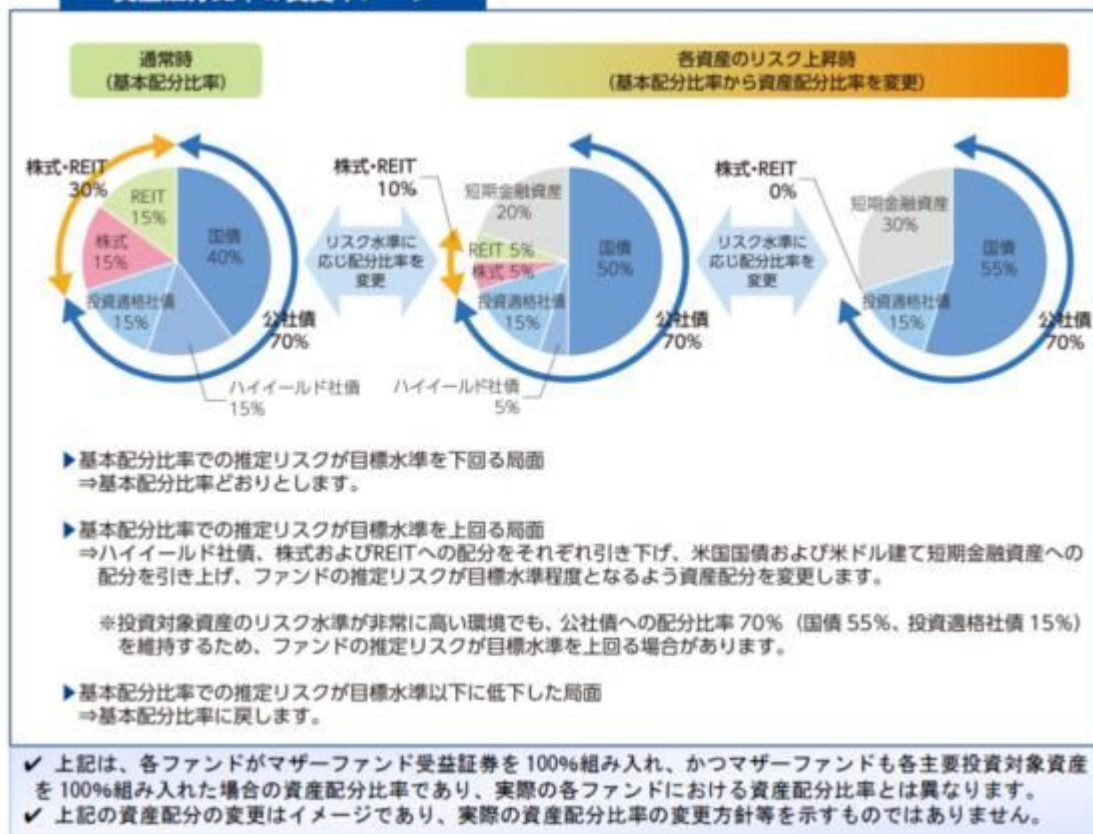 通常時
(基本配分比率)
各資産のリスク上昇時
(基本配分比率から資産配分比率を変更)
株式・REIT
30%
REIT
15%
株式
15%
国債
40%
投資適格社債
15%
公社債
70%
ハイイールド社債
15%
リスク水準に
応じ配分比率を
変更
株式・REIT
10%
短期金融資産
20%
REIT 5%
株式 5%
国債
50%
投資適格社債
15%
公社債
70%
ハイイールド社債
5%
リスク水準に
応じ配分比率を
変更
株式・REIT
0%
短期金融資産
30%
国債
55%
投資適格社債
15%
公社債
70%
▶基本配分比率での推定リスクが目標水準を下回る局面
⇒基本配分比率どおりとします。
▶基本配分比率での推定リスクが目標水準を上回る局面
⇒ハイイールド社債、株式およびREITへの配分をそれぞれ引き下げ、米国国債および米ドル建て短期金融資産への
配分を引き上げ、ファンドの推定リスクが目標水準程度となるよう資産配分を変更します。
※投資対象資産のリスク水準が非常に高い環境でも、公社債への配分比率 70%（国債 55%、投資適格社債 15%）
を維持するため、ファンドの推定リスクが目標水準を上回る場合があります。
▶基本配分比率での推定リスクが目標水準以下に低下した局面
⇒基本配分比率に戻します。
✔ 上記は、各ファンドがマザーファンド受益証券を 100%組み入れ、かつマザーファンドも各主要投資対象資産
を 100%組み入れた場合の資産配分比率であり、実際の各ファンドにおける資産配分比率とは異なります。
✔ 上記の資産配分の変更はイメージであり、実際の資産配分比率の変更方針等を示すものではありません。